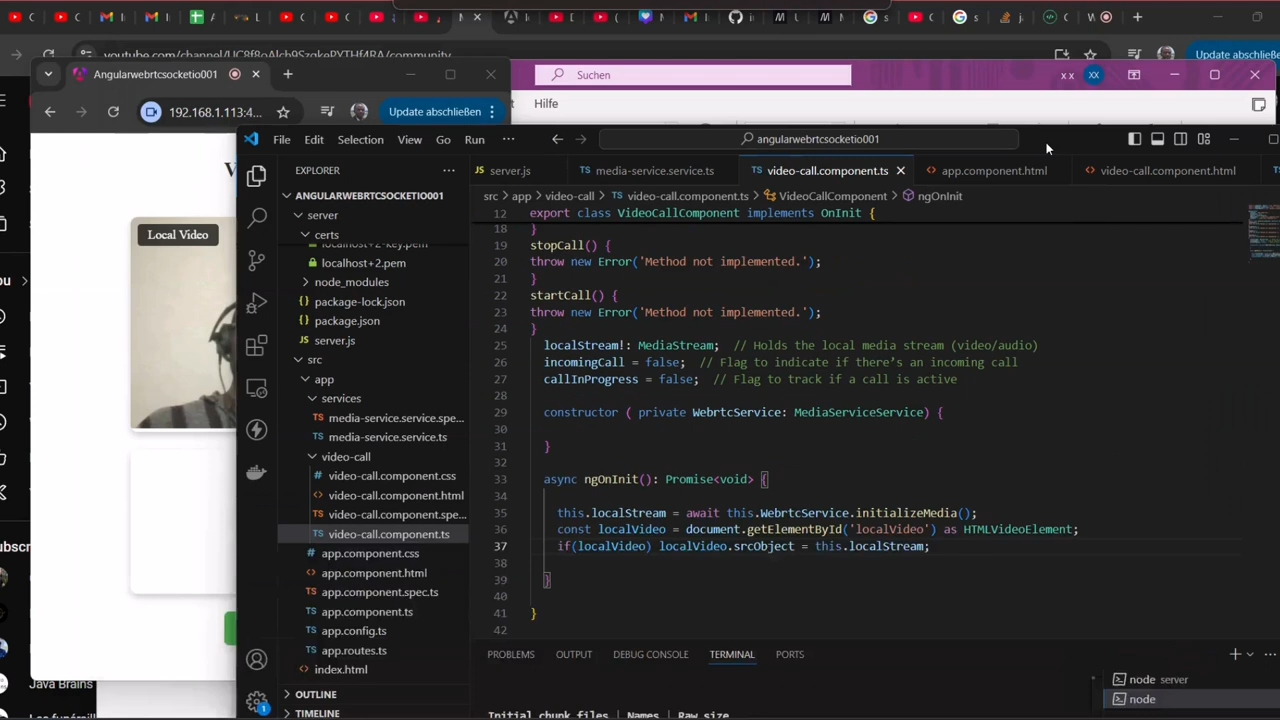 youtube.com/channel/UC8f8oAlch9SzqkePYTHf4RA/community
Update abschließe
Angularwebrtcsocketio001
192.168.1.113:4...
Update abschließen
Suchen
x x
XX
Hilfe
Local Video
File Edit Selection View Go Run ...
angularwebrtcsocketio001
EXPLORER
ANGULARWEBRTCSOCKETIO001
server
certs
localhost+2-key.pem
localhost+2.pem
node_modules
package-lock.json
package.json
server.js
src
app
services
media-service.service.spe...
media-service.service.ts
video-call
video-call.component.css
video-call.component.html
video-call.component.spe...
video-call.component.ts
app.component.css
app.component.html
app.component.spec.ts
app.component.ts
app.config.ts
app.routes.ts
index.html
OUTLINE
TIMELINE
server.js
media-service.service.ts
video-call.component.ts
app.component.html
video-call.component.html
src > app > video-call > video-call.component.ts > VideoCallComponent > ngOnInit
12 export class VideoCallComponent implements OnInit {
18 }
19 stopCall() {
20 throw new Error('Method not implemented.');
21 }
22 startCall() {
23 throw new Error('Method not implemented.');
24 }
25 localStream!: MediaStream; // Holds the local media stream (video/audio)
26 incomingCall = false; // Flag to indicate if there's an incoming call
27 callInProgress = false; // Flag to track if a call is active
28
29 constructor ( private WebrtcService: MediaServiceService) {
30
31 }
32
33 async ngOnInit(): Promise<void> {
34
35 this.localStream = await this.WebrtcService.initializeMedia();
36 const localVideo = document.getElementById('localVideo') as HTMLVideoElement;
37 if(localVideo) localVideo.srcObject = this.localStream;
38
39 }
40
41 }
42
PROBLEMS
OUTPUT
DEBUG CONSOLE
TERMINAL
PORTS
node server
node
Initial chunk files | Names | Raw size
Java Brains